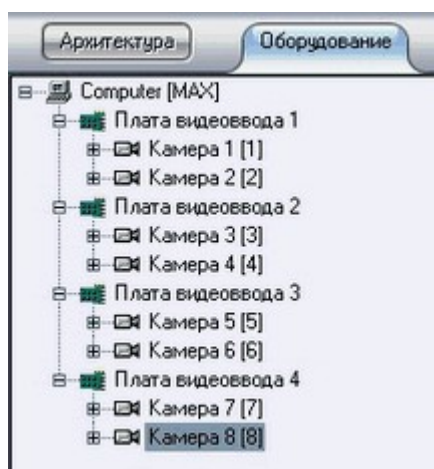 Архитектура Оборудование
Computer [MAX]
Плата видеоввода 1
Камера 1 [1]
Камера 2 [2]
Плата видеоввода 2
Камера 3 [3]
Камера 4 [4]
Плата видеоввода 3
Камера 5 [5]
Камера 6 [6]
Плата видеоввода 4
Камера 7 [7]
Камера 8 [8]